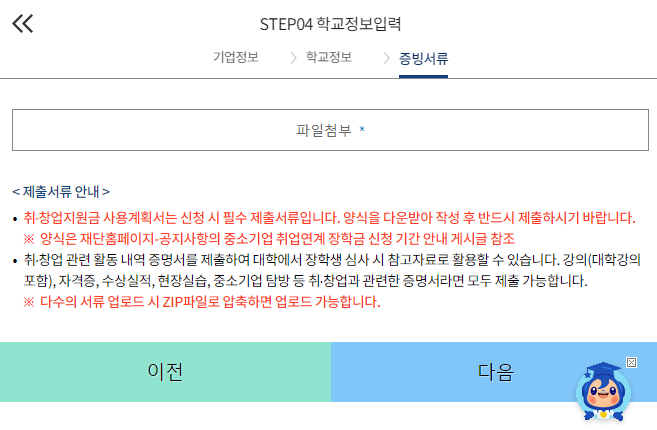 STEP04 학교정보입력
기업정보
학교정보
증빙서류
파일첨부 *
< 제출서류 안내 >
• 취·창업지원금 사용계획서는 신청 시 필수 제출서류입니다. 양식을 다운받아 작성 후 반드시 제출하시기 바랍니다.
※ 양식은 재단홈페이지-공지사항의 중소기업 취업연계 장학금 신청 기간 안내 게시글 참조
• 취·창업 관련 활동 내역 증명서를 제출하여 대학에서 장학생 심사 시 참고자료로 활용할 수 있습니다. 강의(대학강의
포함), 자격증, 수상실적, 현장실습, 중소기업 탐방 등 취·창업과 관련한 증명서라면 모두 제출 가능합니다.
※ 다수의 서류 업로드 시 ZIP파일로 압축하면 업로드 가능합니다.
이전
다음